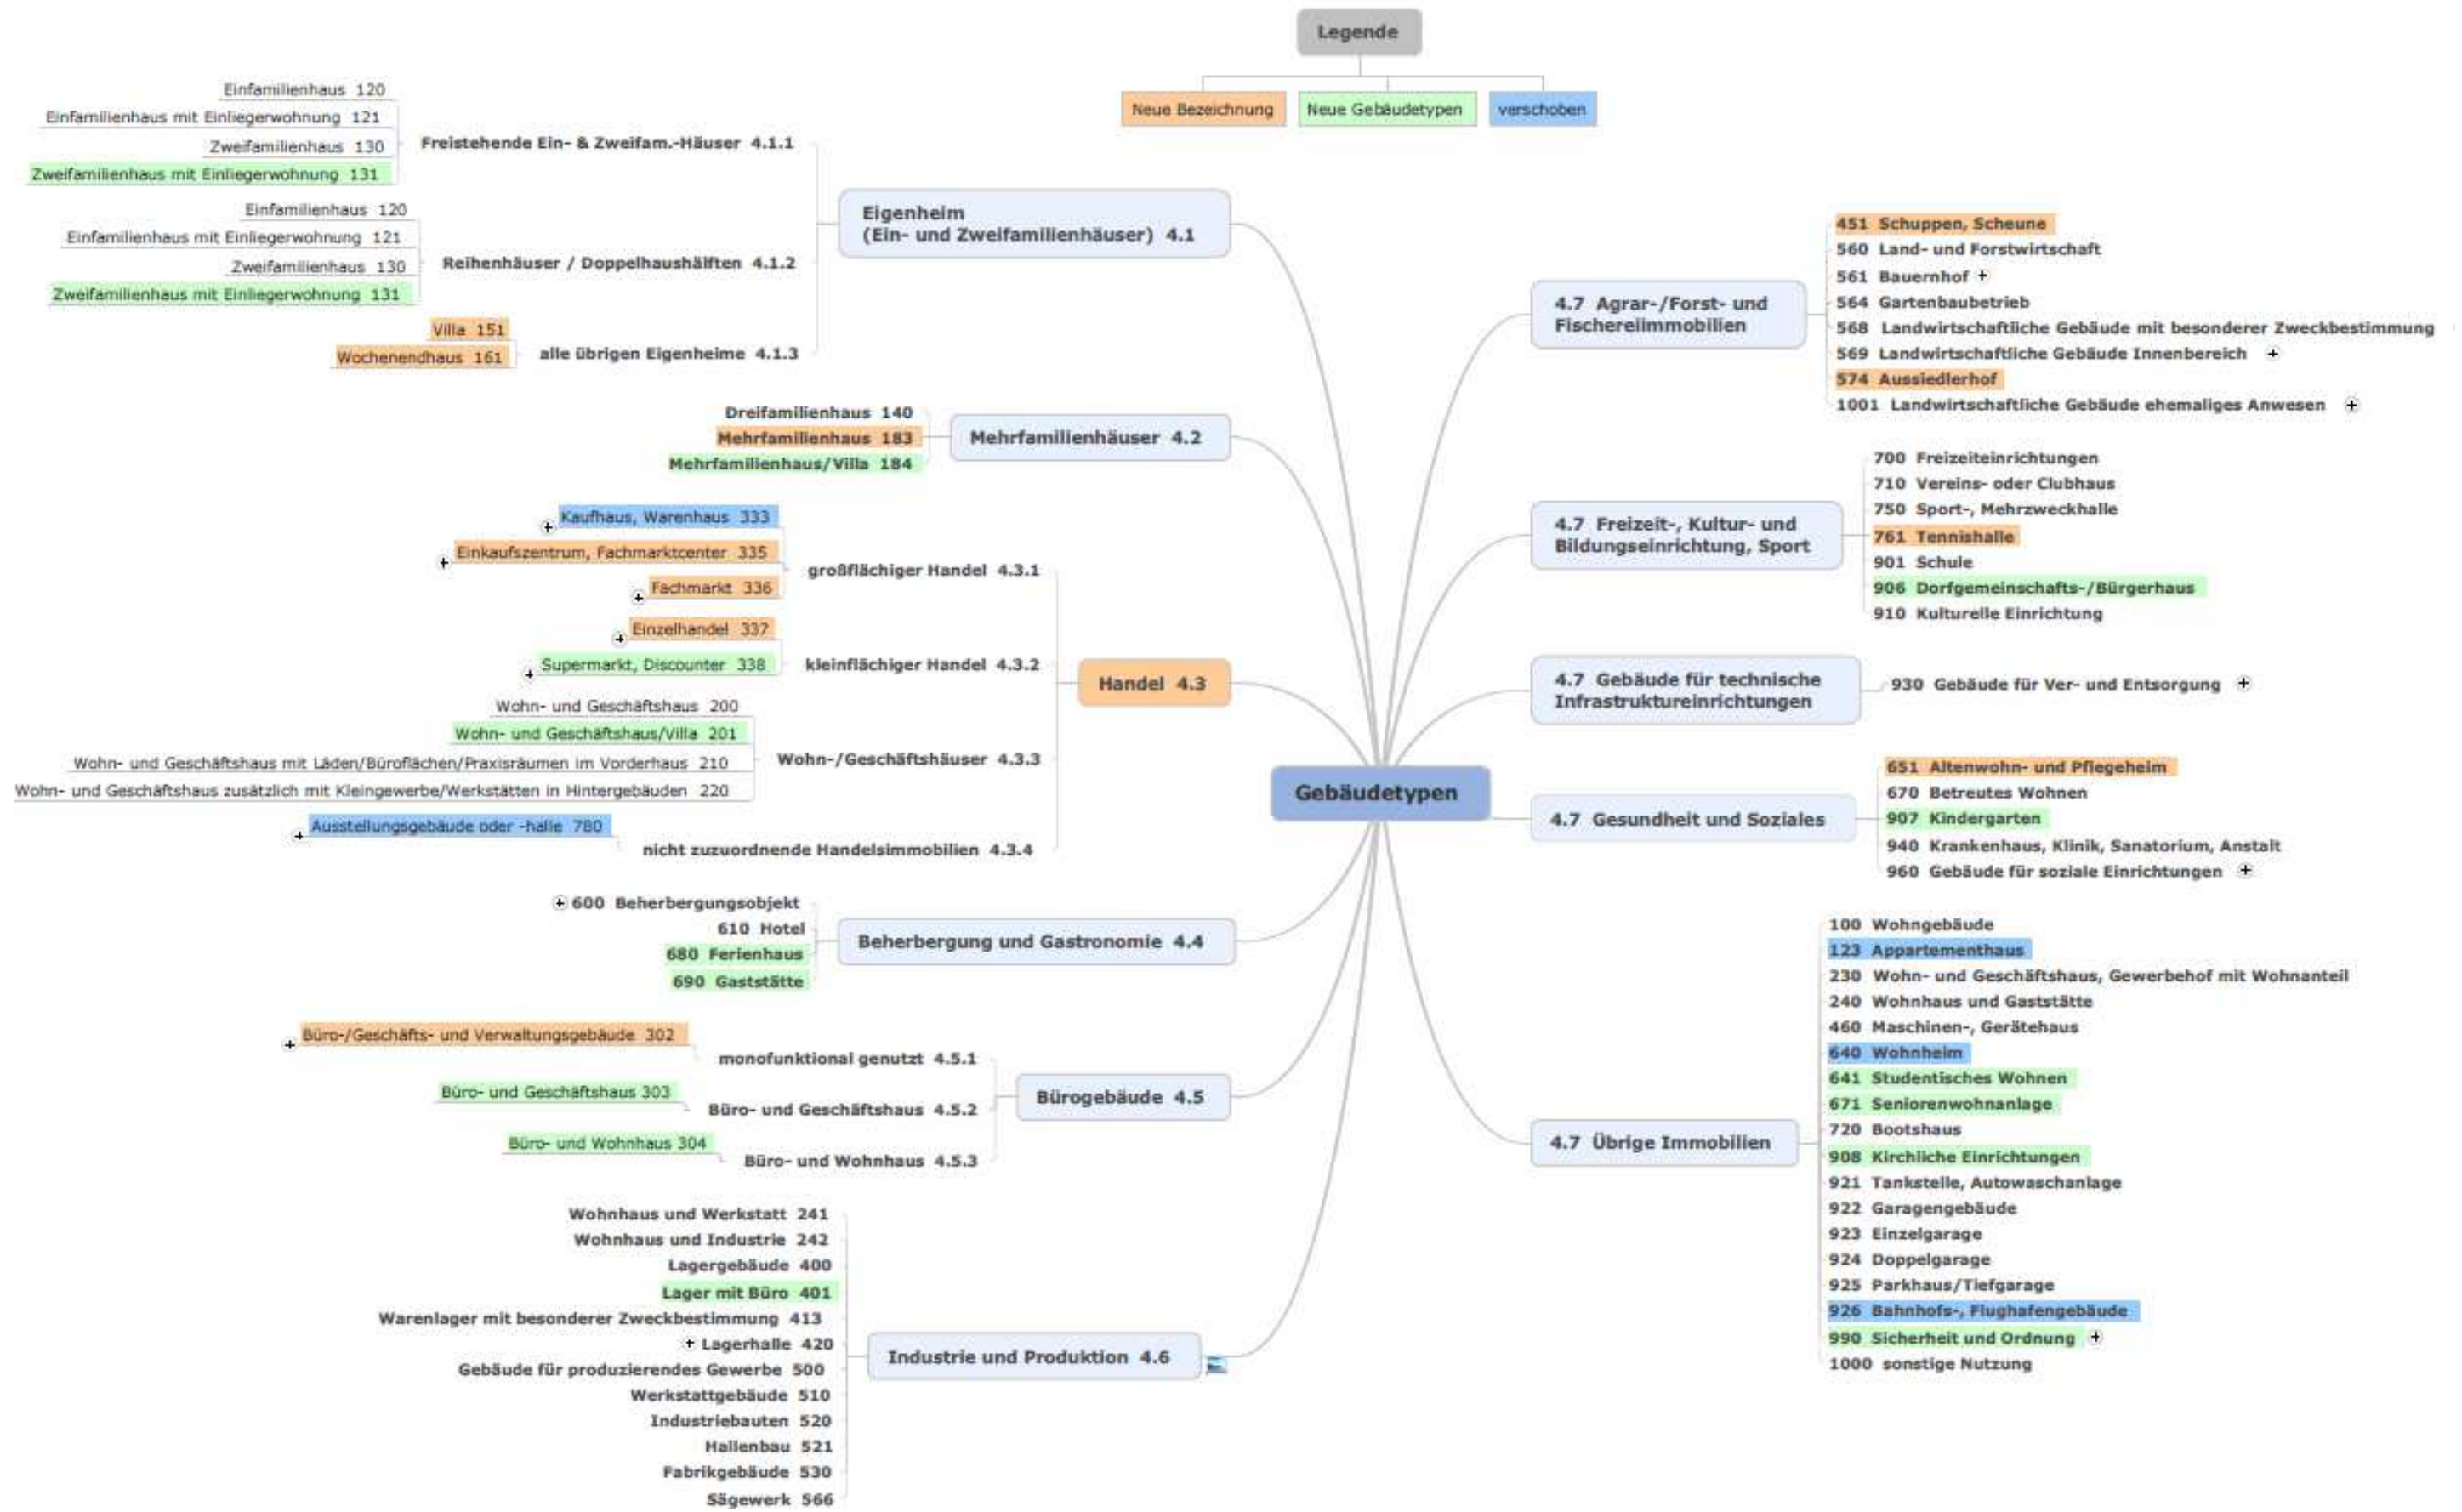 Legende
Neue Bezeichnung
Neue Gebäudetypen
verschoben
Einfamilienhaus 120
Einfamilienhaus mit Einliegerwohnung 121
Zweifamilienhaus 130
Zweifamilienhaus mit Einliegerwohnung 131
Freistehende Ein- & Zweifam.-Häuser 4.1.1
Einfamilienhaus 120
Einfamilienhaus mit Einliegerwohnung 121
Zweifamilienhaus 130
Zweifamilienhaus mit Einliegerwohnung 131
Reihenhäuser / Doppelhaushälften 4.1.2
Villa 151
Wochenendhaus 161
alle übrigen Eigenheime 4.1.3
Eigenheim
(Ein- und Zweifamilienhäuser) 4.1
Dreifamilienhaus 140
Mehrfamilienhaus 183
Mehrfamilienhaus/Villa 184
Mehrfamilienhäuser 4.2
Kaufhaus, Warenhaus 333
Einkaufszentrum, Fachmarktcenter 335
Fachmarkt 336
großflächiger Handel 4.3.1
Einzelhandel 337
Supermarkt, Discounter 338
kleinflächiger Handel 4.3.2
Wohn- und Geschäftshaus 200
Wohn- und Geschäftshaus/Villa 201
Wohn- und Geschäftshaus mit Läden/Büroflächen/Praxisräumen im Vorderhaus 210
Wohn- und Geschäftshaus zusätzlich mit Kleingewerbe/Werkstätten in Hintergebäuden 220
Wohn-/Geschäftshäuser 4.3.3
Ausstellungsgebäude oder -halle 780
nicht zuzuordnende Handelsimmobilien 4.3.4
Handel 4.3
600 Beherbergungsobjekt
610 Hotel
680 Ferienhaus
690 Gaststätte
Beherbergung und Gastronomie 4.4
Büro-/Geschäfts- und Verwaltungsgebäude 302
monofunktional genutzt 4.5.1
Büro- und Geschäftshaus 303
Büro- und Geschäftshaus 4.5.2
Büro- und Wohnhaus 304
Büro- und Wohnhaus 4.5.3
Bürogebäude 4.5
Wohnhaus und Werkstatt 241
Wohnhaus und Industrie 242
Lagergebäude 400
Lager mit Büro 401
Warenlager mit besonderer Zweckbestimmung 413
Lagerhalle 420
Gebäude für produzierendes Gewerbe 500
Werkstattgebäude 510
Industriebauten 520
Hallenbau 521
Fabrikgebäude 530
Sägewerk 566
Industrie und Produktion 4.6
Gebäudetypen
4.7 Agrar-/Forst- und
Fischereiimmobilien
451 Schuppen, Scheune
560 Land- und Forstwirtschaft
561 Bauernhof
564 Gartenbaubetrieb
568 Landwirtschaftliche Gebäude mit besonderer Zweckbestimmung
569 Landwirtschaftliche Gebäude Innenbereich
574 Aussiedlerhof
1001 Landwirtschaftliche Gebäude ehemaliges Anwesen
4.7 Freizeit-, Kultur- und
Bildungseinrichtung, Sport
700 Freizeiteinrichtungen
710 Vereins- oder Clubhaus
750 Sport-, Mehrzweckhalle
761 Tennishalle
901 Schule
906 Dorfgemeinschafts-/Bürgerhaus
910 Kulturelle Einrichtung
4.7 Gebäude für technische
Infrastruktureinrichtungen
930 Gebäude für Ver- und Entsorgung
4.7 Gesundheit und Soziales
651 Altenwohn- und Pflegeheim
670 Betreutes Wohnen
907 Kindergarten
940 Krankenhaus, Klinik, Sanatorium, Anstalt
960 Gebäude für soziale Einrichtungen
4.7 Übrige Immobilien
100 Wohngebäude
123 Appartementhaus
230 Wohn- und Geschäftshaus, Gewerbehof mit Wohnanteil
240 Wohnhaus und Gaststätte
460 Maschinen-, Gerätehaus
640 Wohnheim
641 Studentisches Wohnen
671 Seniorenwohnanlage
720 Bootshaus
908 Kirchliche Einrichtungen
921 Tankstelle, Autowaschanlage
922 Garagengebäude
923 Einzelgarage
924 Doppelgarage
925 Parkhaus/Tiefgarage
926 Bahnhofs-, Flughafengebäude
990 Sicherheit und Ordnung
1000 sonstige Nutzung